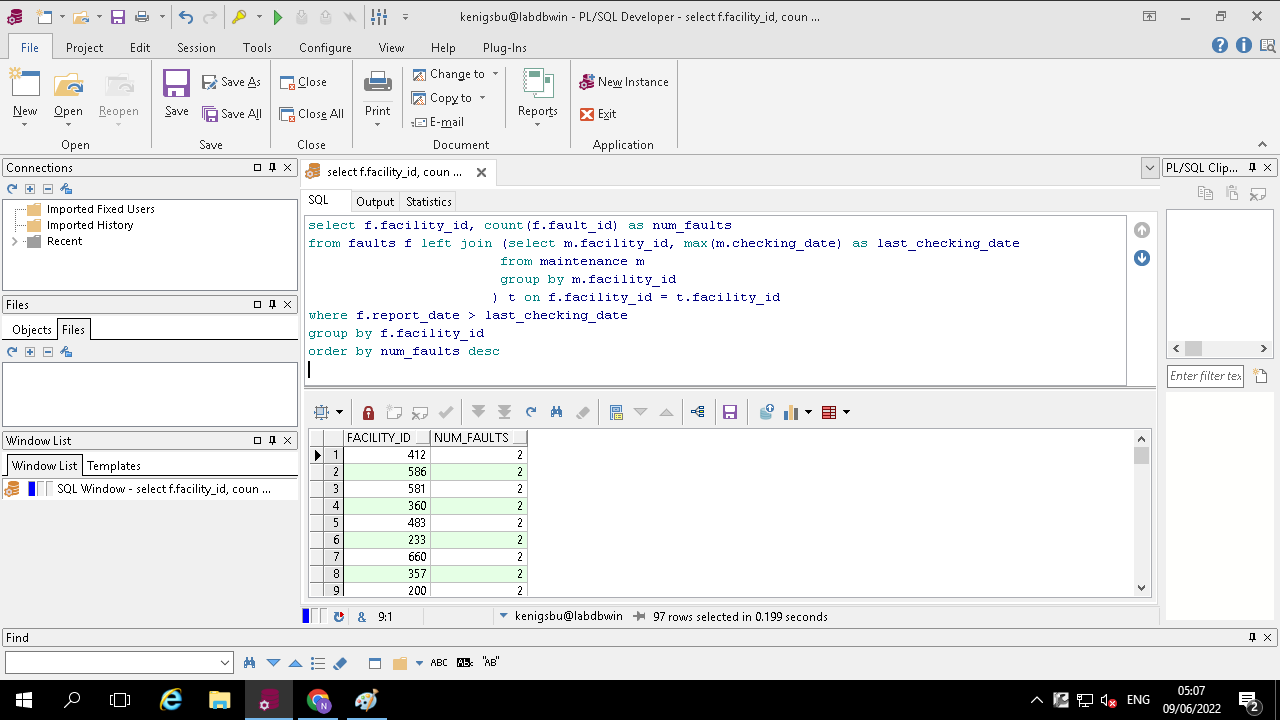 kenigsbu@labdbwin - PL/SQL Developer - select f.facility_id, coun ...
File Project Edit Session Tools Configure View Help Plug-Ins
New Open Reopen Save Save As Save All Close Close All Print Change to Copy to E-mail Reports New Instance Exit
Open Save Close Document Application
Connections
Imported Fixed Users
Imported History
Recent
Files
Objects Files
Window List
Window List Templates
SQL Window - select f.facility_id, coun ...
select f.facility_id, coun ...
SQL Output Statistics
select f.facility_id, count(f.fault_id) as num_faults
from faults f left join (select m.facility_id, max(m.checking_date) as last_checking_date
from maintenance m
group by m.facility_id
) t on f.facility_id = t.facility_id
where f.report_date > last_checking_date
group by f.facility_id
order by num_faults desc
FACILITY_ID NUM_FAULTS
1 412 2
2 586 2
3 581 2
4 360 2
5 483 2
6 233 2
7 660 2
8 357 2
9 200 2
& 9:1 kenigsbu@labdbwin 97 rows selected in 0.199 seconds
PL/SQL Clip...
Enter filter tex
Find
ABC AB "AB"
N
ENG
05:07
09/06/2022
2